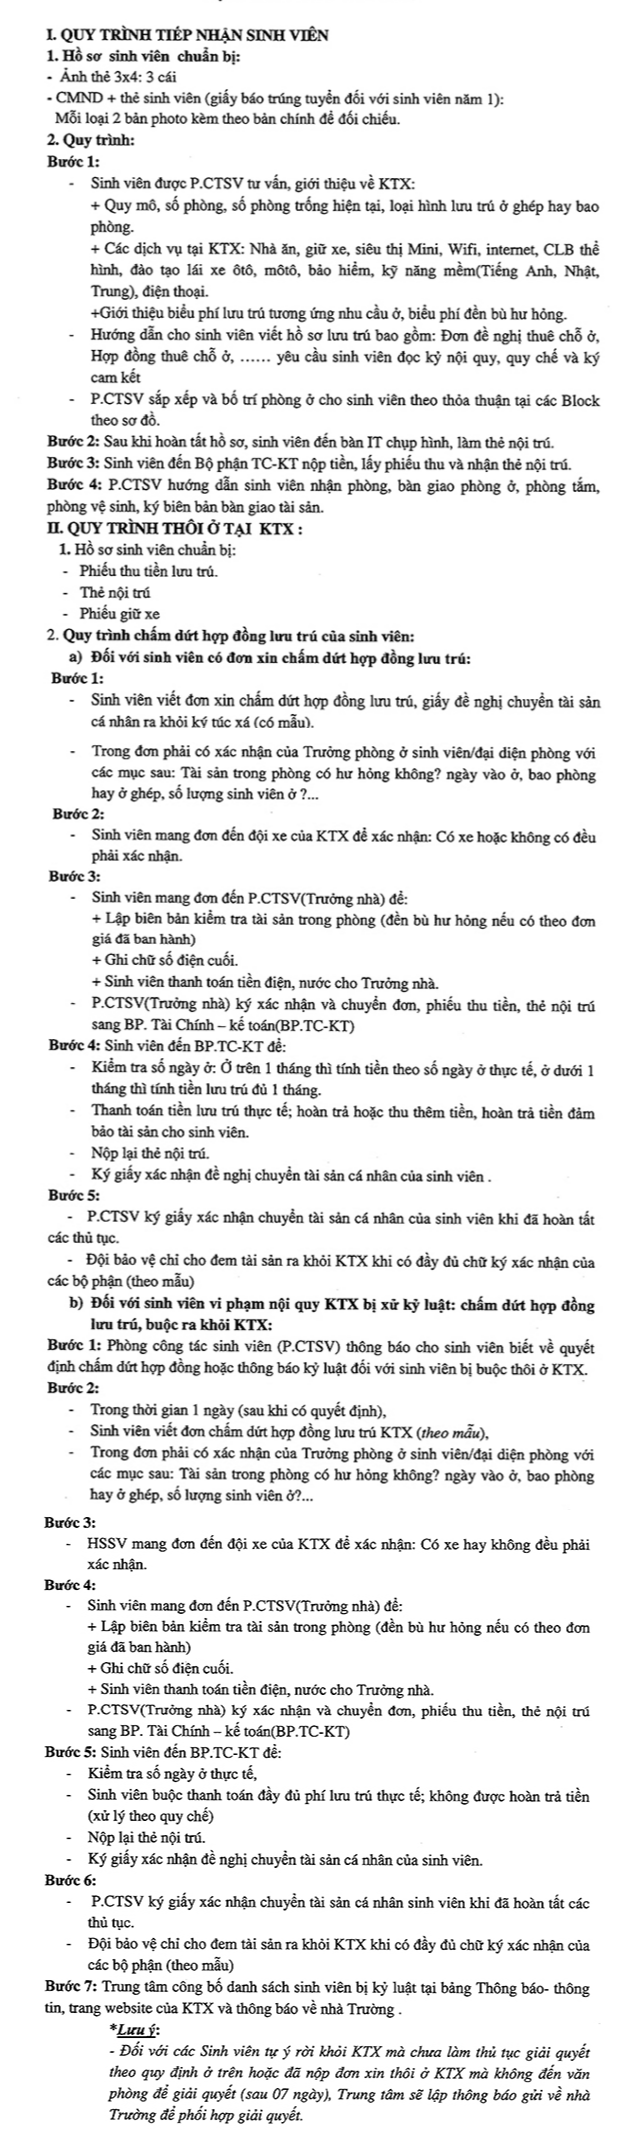 I. QUY TRÌNH TIẾP NHẬN SINH VIÊN
1. Hồ sơ sinh viên chuẩn bị:
- Ảnh thẻ 3x4: 3 cái
- CMND + thẻ sinh viên (giấy báo trúng tuyển đối với sinh viên năm 1):
Mỗi loại 2 bản photo kèm theo bản chính để đối chiếu.
2. Quy trình:
Bước 1:
- Sinh viên được P.CTSV tư vấn, giới thiệu về KTX:
+ Quy mô, số phòng, số phòng trống hiện tại, loại hình lưu trú ở ghép hay bao
phòng.
+ Các dịch vụ tại KTX: Nhà ăn, giữ xe, siêu thị Mini, Wifi, internet, CLB thể
hình, đào tạo lái xe ôtô, môtô, bảo hiểm, kỹ năng mềm(Tiếng Anh, Nhật,
Trung), điện thoại.
+Giới thiệu biểu phí lưu trú tương ứng nhu cầu ở, biểu phí đền bù hư hỏng.
- Hướng dẫn cho sinh viên viết hồ sơ lưu trú bao gồm: Đơn đề nghị thuê chỗ ở,
Hợp đồng thuê chỗ ở, …… yêu cầu sinh viên đọc kỷ nội quy, quy chế và ký
cam kết
- P.CTSV sắp xếp và bố trí phòng ở cho sinh viên theo thỏa thuận tại các Block
theo sơ đồ.
Bước 2: Sau khi hoàn tất hồ sơ, sinh viên đến bàn IT chụp hình, làm thẻ nội trú.
Bước 3: Sinh viên đến Bộ phận TC-KT nộp tiền, lấy phiếu thu và nhận thẻ nội trú.
Bước 4: P.CTSV hướng dẫn sinh viên nhận phòng, bàn giao phòng ở, phòng tắm,
phòng vệ sinh, ký biên bản bàn giao tài sản.
II. QUY TRÌNH THÔI Ở TẠI KTX :
1. Hồ sơ sinh viên chuẩn bị:
- Phiếu thu tiền lưu trú.
- Thẻ nội trú
- Phiếu giữ xe
2. Quy trình chấm dứt hợp đồng lưu trú của sinh viên:
a) Đối với sinh viên có đơn xin chấm dứt hợp đồng lưu trú:
Bước 1:
- Sinh viên viết đơn xin chấm dứt hợp đồng lưu trú, giấy đề nghị chuyển tài sản
cá nhân ra khỏi ký túc xá (có mẫu).
- Trong đơn phải có xác nhận của Trưởng phòng ở sinh viên/đại diện phòng với
các mục sau: Tài sản trong phòng có hư hỏng không? ngày vào ở, bao phòng
hay ở ghép, số lượng sinh viên ở ?...
Bước 2:
- Sinh viên mang đơn đến đội xe của KTX để xác nhận: Có xe hoặc không có đều
phải xác nhận.
Bước 3:
- Sinh viên mang đơn đến P.CTSV(Trưởng nhà) để:
+ Lập biên bản kiểm tra tài sản trong phòng (đền bù hư hỏng nếu có theo đơn
giá đã ban hành)
+ Ghi chữ số điện cuối.
+ Sinh viên thanh toán tiền điện, nước cho Trưởng nhà.
- P.CTSV(Trưởng nhà) ký xác nhận và chuyển đơn, phiếu thu tiền, thẻ nội trú
sang BP. Tài Chính – kế toán(BP.TC-KT)
Bước 4: Sinh viên đến BP.TC-KT để:
- Kiểm tra số ngày ở: Ở trên 1 tháng thì tính tiền theo số ngày ở thực tế, ở dưới 1
tháng thì tính tiền lưu trú đủ 1 tháng.
- Thanh toán tiền lưu trú thực tế; hoàn trả hoặc thu thêm tiền, hoàn trả tiền đảm
bảo tài sản cho sinh viên.
- Nộp lại thẻ nội trú.
- Ký giấy xác nhận đề nghị chuyển tài sản cá nhân của sinh viên .
Bước 5:
- P.CTSV ký giấy xác nhận chuyển tài sản cá nhân của sinh viên khi đã hoàn tất
các thủ tục.
- Đội bảo vệ chỉ cho đem tài sản ra khỏi KTX khi có đầy đủ chữ ký xác nhận của
các bộ phận (theo mẫu)
b) Đối với sinh viên vi phạm nội quy KTX bị xử kỷ luật: chấm dứt hợp đồng
lưu trú, buộc ra khỏi KTX:
Bước 1: Phòng công tác sinh viên (P.CTSV) thông báo cho sinh viên biết về quyết
định chấm dứt hợp đồng hoặc thông báo kỷ luật đối với sinh viên bị buộc thôi ở KTX.
Bước 2:
- Trong thời gian 1 ngày (sau khi có quyết định),
- Sinh viên viết đơn chấm dứt hợp đồng lưu trú KTX (theo mẫu),
- Trong đơn phải có xác nhận của Trưởng phòng ở sinh viên/đại diện phòng với
các mục sau: Tài sản trong phòng có hư hỏng không? ngày vào ở, bao phòng
hay ở ghép, số lượng sinh viên ở?...
Bước 3:
- HSSV mang đơn đến đội xe của KTX để xác nhận: Có xe hay không đều phải
xác nhận.
Bước 4:
- Sinh viên mang đơn đến P.CTSV(Trưởng nhà) để:
+ Lập biên bản kiểm tra tài sản trong phòng (đền bù hư hỏng nếu có theo đơn
giá đã ban hành)
+ Ghi chữ số điện cuối.
+ Sinh viên thanh toán tiền điện, nước cho Trưởng nhà.
- P.CTSV(Trưởng nhà) ký xác nhận và chuyển đơn, phiếu thu tiền, thẻ nội trú
sang BP. Tài Chính – kế toán(BP.TC-KT)
Bước 5: Sinh viên đến BP.TC-KT để:
- Kiểm tra số ngày ở thực tế,
- Sinh viên buộc thanh toán đầy đủ phí lưu trú thực tế; không được hoàn trả tiền
(xử lý theo quy chế)
- Nộp lại thẻ nội trú.
- Ký giấy xác nhận đề nghị chuyển tài sản cá nhân của sinh viên.
Bước 6:
- P.CTSV ký giấy xác nhận chuyển tài sản cá nhân sinh viên khi đã hoàn tất các
thủ tục.
- Đội bảo vệ chỉ cho đem tài sản ra khỏi KTX khi có đầy đủ chữ ký xác nhận của
các bộ phận (theo mẫu)
Bước 7: Trung tâm công bố danh sách sinh viên bị kỷ luật tại bảng Thông báo- thông
tin, trang website của KTX và thông báo về nhà Trường .
*Lưu ý:
- Đối với các Sinh viên tự ý rời khỏi KTX mà chưa làm thủ tục giải quyết
theo quy định ở trên hoặc đã nộp đơn xin thôi ở KTX mà không đến văn
phòng để giải quyết (sau 07 ngày), Trung tâm sẽ lập thông báo gửi về nhà
Trường để phối hợp giải quyết.